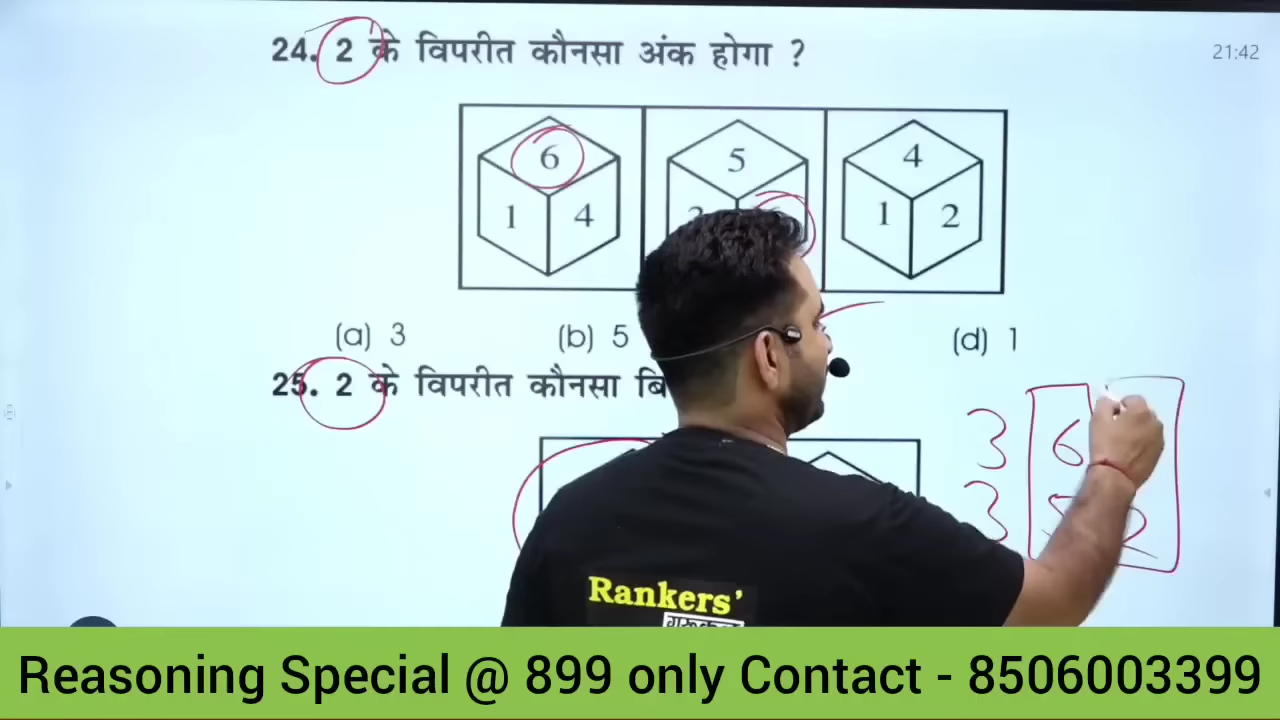 24. 2 के विपरीत कौनसा अंक होगा ?
21:42
6
5
4
1 4
1 2
(a) 3 (b) 5 (d) 1
25. 2 के विपरीत कौनसा
3 6
3
Rankers'
गुरूकुल
Reasoning Special @ 899 only Contact - 8506003399